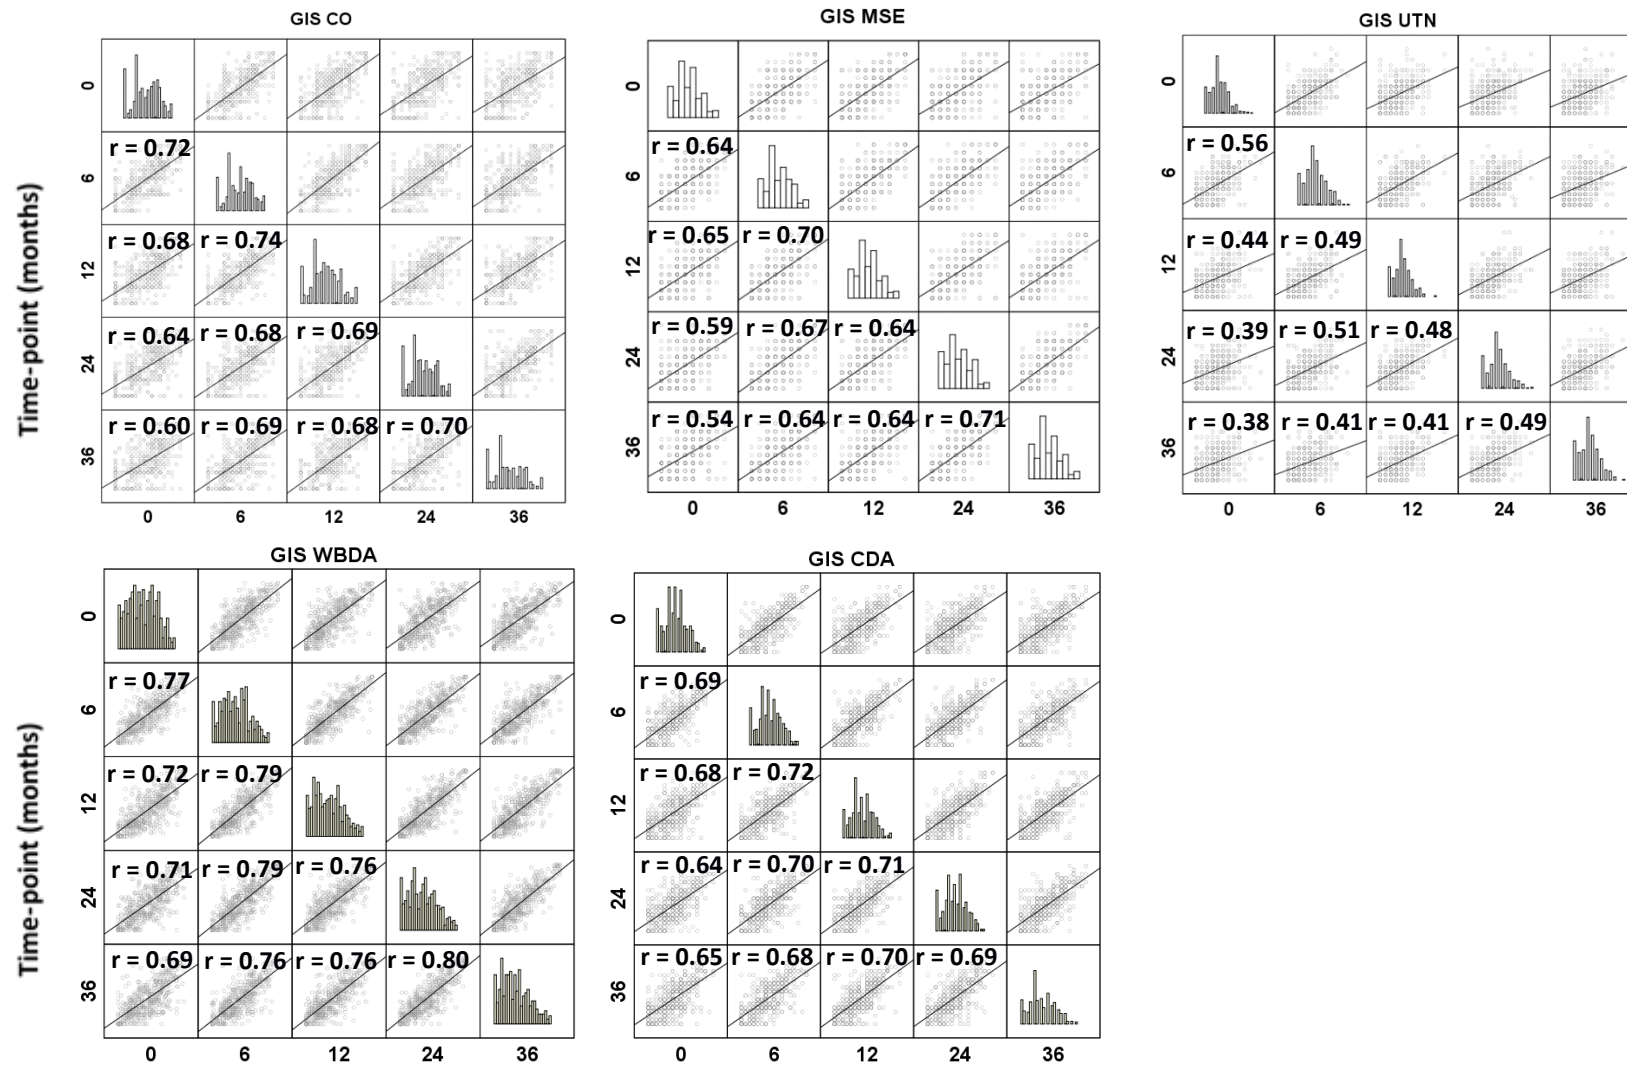 GIS CO
GIS MSE
GIS UTN
Time-point (months)
0
6
12
24
36
r = 0.72
r = 0.68 r = 0.74
r = 0.64 r = 0.68 r = 0.69
r = 0.60 r = 0.69 r = 0.68 r = 0.70
0 6 12 24 36
0
6
12
24
36
r = 0.64
r = 0.65 r = 0.70
r = 0.59 r = 0.67 r = 0.64
r = 0.54 r = 0.64 r = 0.64 r = 0.71
0 6 12 24 36
0
6
12
24
36
r = 0.56
r = 0.44 r = 0.49
r = 0.39 r = 0.51 r = 0.48
r = 0.38 r = 0.41 r = 0.41 r = 0.49
0 6 12 24 36
GIS WBDA
GIS CDA
Time-point (months)
0
6
12
24
36
r = 0.77
r = 0.72 r = 0.79
r = 0.71 r = 0.79 r = 0.76
r = 0.69 r = 0.76 r = 0.76 r = 0.80
0 6 12 24 36
0
6
12
24
36
r = 0.69
r = 0.68 r = 0.72
r = 0.64 r = 0.70 r = 0.71
r = 0.65 r = 0.68 r = 0.70 r = 0.69
0 6 12 24 36